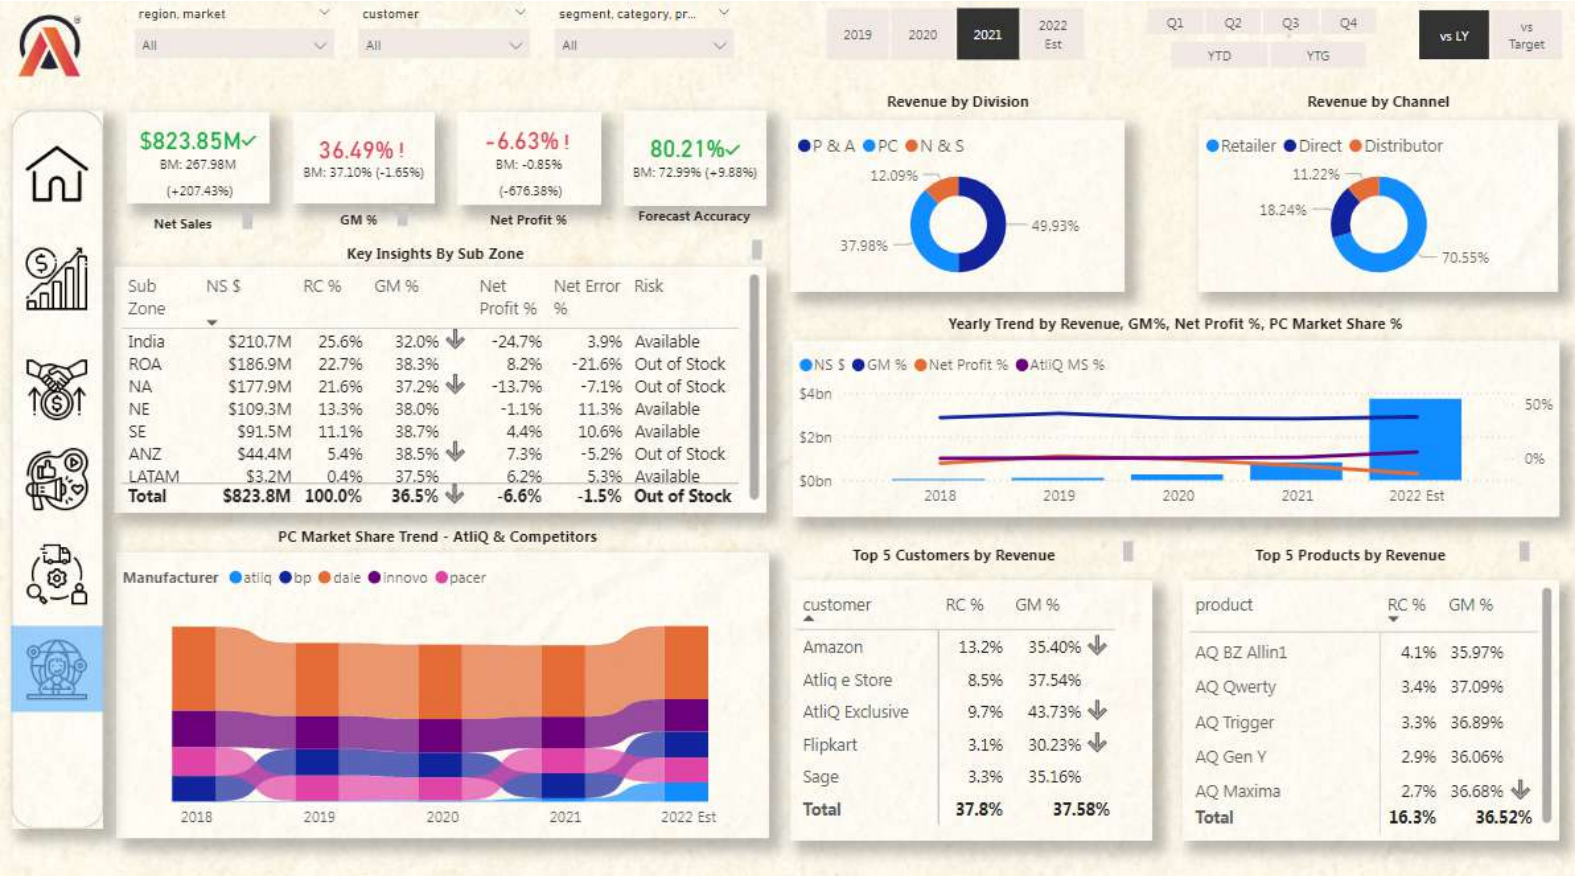 region, market
customer
segment, category, pr...
All
All
All
2019
2020
2021
2022
Est
Q1
Q2
Q3
Q4
YTD
YTG
vs LY
vs
Target
$823.85M
BM: 267.98M
(+207.43%)
Net Sales
36.49% !
BM: 37.10% (-1.65%)
GM %
-6.63% !
BM: -0.85%
(-676.38%)
Net Profit %
80.21%
BM: 72.99% (+9.88%)
Forecast Accuracy
Revenue by Division
P & A PC N & S
12.09%
49.93%
37.98%
Revenue by Channel
Retailer Direct Distributor
11.22%
18.24%
70.55%
Key Insights By Sub Zone
Sub Zone NS $ RC % GM % Net Profit % Net Error % Risk
India $210.7M 25.6% 32.0% -24.7% 3.9% Available
ROA $186.9M 22.7% 38.3% 8.2% -21.6% Out of Stock
NA $177.9M 21.6% 37.2% -13.7% -7.1% Out of Stock
NE $109.3M 13.3% 38.0% -1.1% 11.3% Available
SE $91.5M 11.1% 38.7% 4.4% 10.6% Available
ANZ $44.4M 5.4% 38.5% 7.3% -5.2% Out of Stock
LATAM $3.2M 0.4% 37.5% 6.2% 5.3% Available
Total $823.8M 100.0% 36.5% -6.6% -1.5% Out of Stock
Yearly Trend by Revenue, GM%, Net Profit %, PC Market Share %
NS $ GM % Net Profit % AtliQ MS %
$4bn
$2bn
$0bn
50%
0%
2018 2019 2020 2021 2022 Est
PC Market Share Trend - AtliQ & Competitors
Manufacturer atliq bp dale innovo pacer
2018 2019 2020 2021 2022 Est
Top 5 Customers by Revenue
customer RC % GM %
Amazon 13.2% 35.40%
Atliq e Store 8.5% 37.54%
AtliQ Exclusive 9.7% 43.73%
Flipkart 3.1% 30.23%
Sage 3.3% 35.16%
Total 37.8% 37.58%
Top 5 Products by Revenue
product RC % GM %
AQ BZ Allin1 4.1% 35.97%
AQ Qwerty 3.4% 37.09%
AQ Trigger 3.3% 36.89%
AQ Gen Y 2.9% 36.06%
AQ Maxima 2.7% 36.68%
Total 16.3% 36.52%